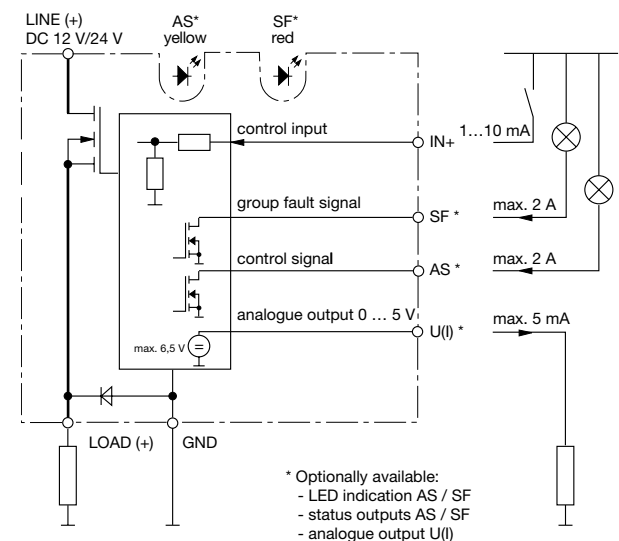 LINE (+)
DC 12 V/24 V
AS*
yellow
SF*
red
control input
IN+
1...10 mA
group fault signal
SF *
max. 2 A
control signal
AS *
max. 2 A
analogue output 0 ... 5 V
U(I) *
max. 5 mA
max. 6,5 V
LOAD (+)
GND
* Optionally available:
- LED indication AS / SF
- status outputs AS / SF
- analogue output U(I)